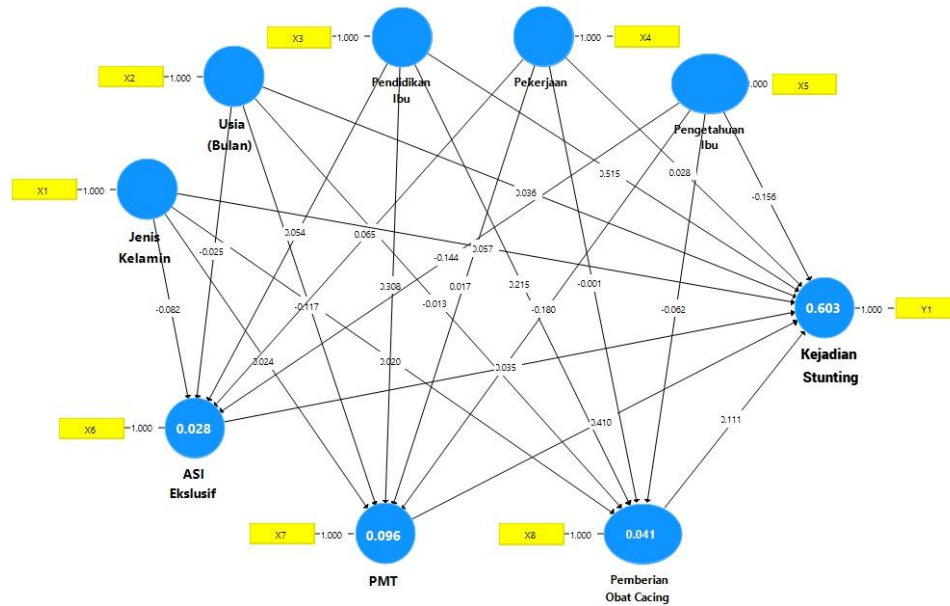 X3
1.000
1.000
X4
X2
1.000
Pendidikan
Ibu
Pekerjaan
1.000
X5
Usia
(Bulan)
Pengetahuan
Ibu
X1
1.000
Jenis
Kelamin
0.036
0.515
0.028
-0.156
0.054
0.065
0.057
-0.025
-0.144
-0.082
-0.117
0.308
-0.013
0.017
0.215
-0.180
-0.001
-0.062
0.603
1.000
Y1
Kejadian
Stunting
0.024
0.020
0.035
X6
1.000
0.028
ASI
Ekslusif
0.410
0.111
X7
1.000
0.096
X8
1.000
0.041
PMT
Pemberian
Obat Cacing